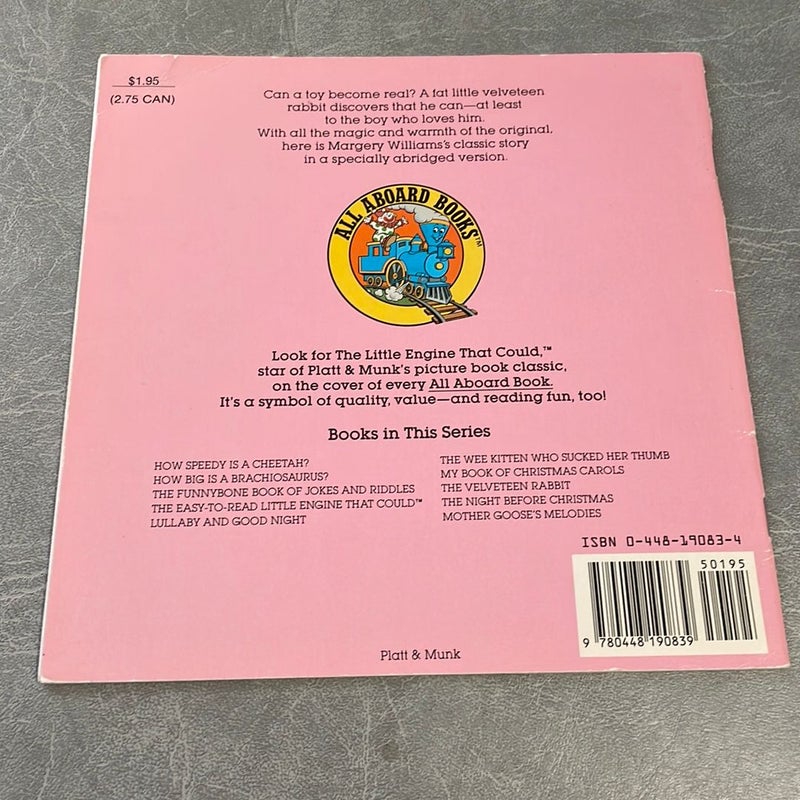 $1.95
(2.75 CAN)
Can a toy become real? A fat little velveteen
rabbit discovers that he can—at least
to the boy who loves him.
With all the magic and warmth of the original,
here is Margery Williams's classic story
in a specially abridged version.
ALL ABOARD BOOKS™
Look for The Little Engine That Could,™
star of Platt & Munk's picture book classic,
on the cover of every All Aboard Book.
It's a symbol of quality, value—and reading fun, too!
Books in This Series
HOW SPEEDY IS A CHEETAH?
HOW BIG IS A BRACHIOSAURUS?
THE FUNNYBONE BOOK OF JOKES AND RIDDLES
THE EASY-TO-READ LITTLE ENGINE THAT COULD™
LULLABY AND GOOD NIGHT
THE WEE KITTEN WHO SUCKED HER THUMB
MY BOOK OF CHRISTMAS CAROLS
THE VELVETEEN RABBIT
THE NIGHT BEFORE CHRISTMAS
MOTHER GOOSE'S MELODIES
ISBN 0-448-19083-4
50195
9 780448 190839
Platt & Munk